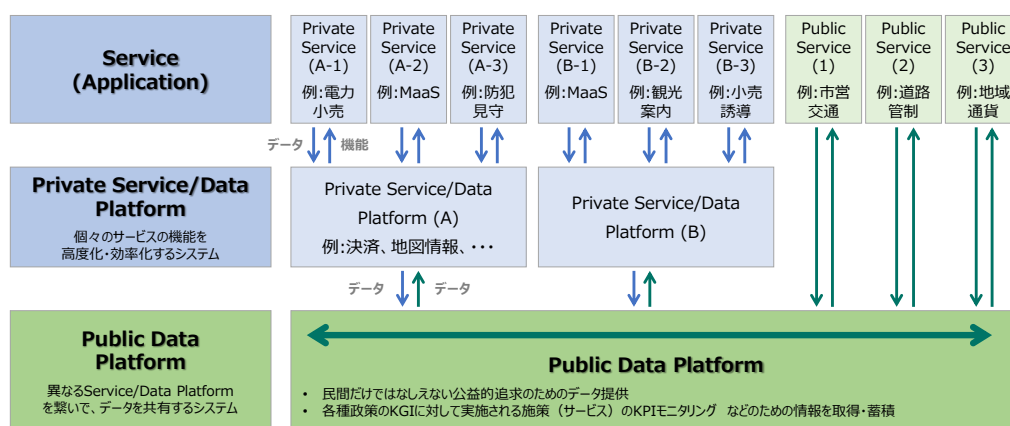 Service
(Application)
Private
Service
(A-1)
例:電力
小売
Private
Service
(A-2)
例:MaaS
Private
Service
(A-3)
例:防犯
見守
Private
Service
(B-1)
例:MaaS
Private
Service
(B-2)
例:観光
案内
Private
Service
(B-3)
例:小売
誘導
Public
Service
(1)
例:市営
交通
Public
Service
(2)
例:道路
管制
Public
Service
(3)
例:地域
通貨
データ
機能
Private Service/Data
Platform
個々のサービスの機能を
高度化・効率化するシステム
Private Service/Data
Platform (A)
例:決済、地図情報、・・・
Private Service/Data
Platform (B)
データ
データ
Public Data
Platform
異なるService/Data Platform
を繋いで、データを共有するシステム
Public Data Platform
• 民間だけではなしえない公益的追求のためのデータ提供
• 各種政策のKGIに対して実施される施策（サービス）のKPIモニタリング などのための情報を取得・蓄積